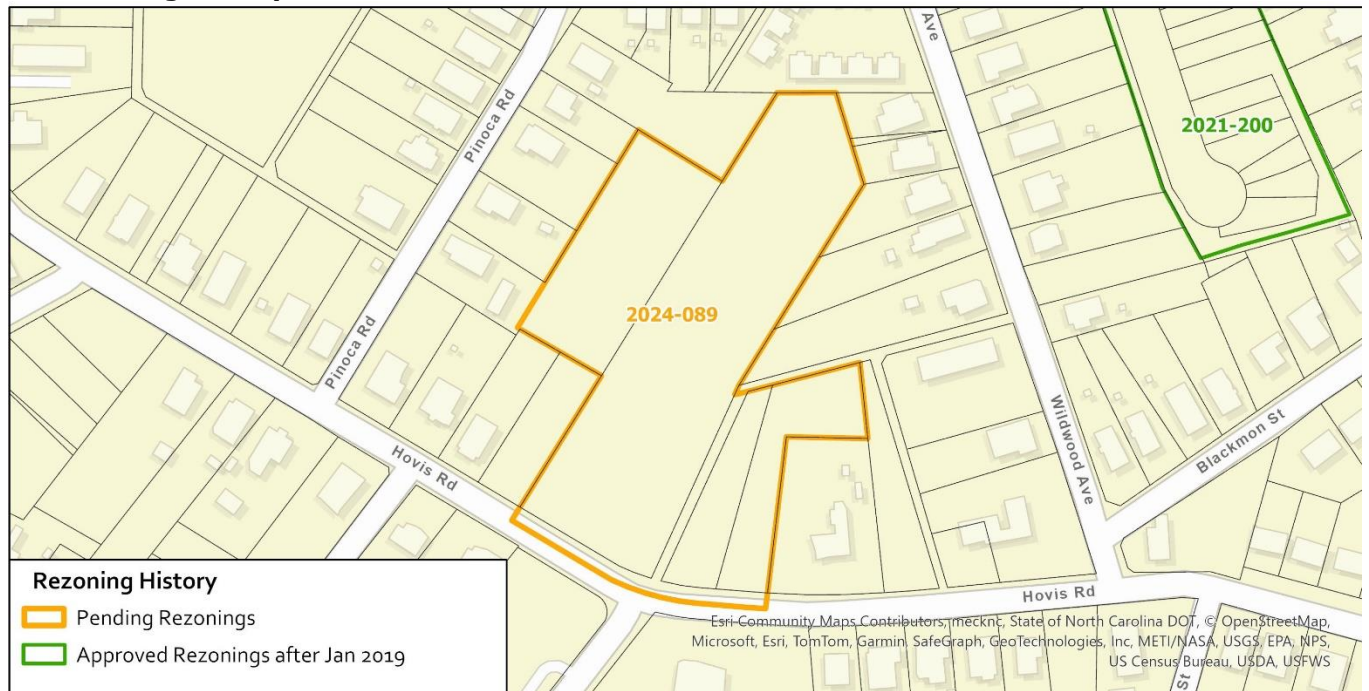 Ave
Pinoca Rd
2021-200
2024-089
Pinoca Rd
Wildwood Ave
Blackmon St
Hovis Rd
Hovis Rd
St
Rezoning History
Pending Rezonings
Approved Rezonings after Jan 2019
Esri Community Maps Contributors, mecknc, State of North Carolina DOT, © OpenStreetMap,
Microsoft, Esri, TomTom, Garmin, SafeGraph, GeoTechnologies, Inc, METI/NASA, USGS, EPA, NPS,
US Census Bureau, USDA, USFWS